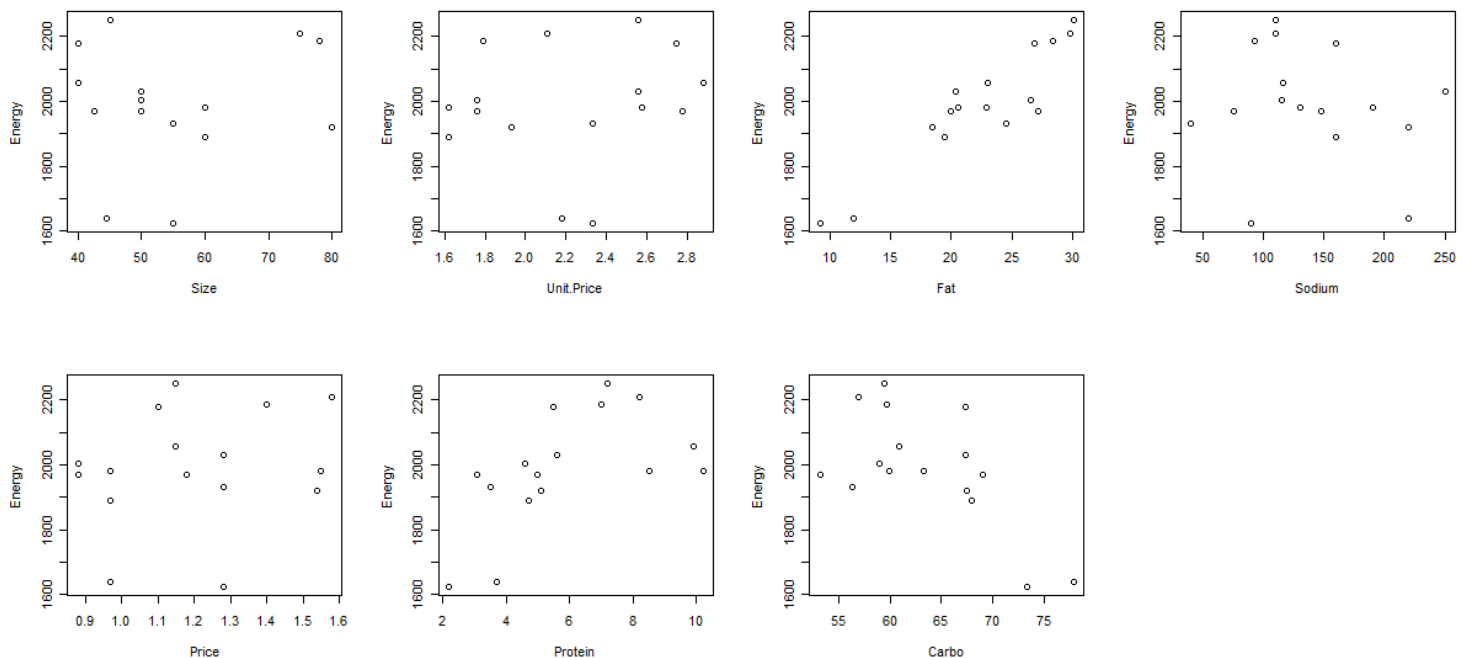 Energy
1600 1800 2000 2200
40 50 60 70 80
Size
Energy
1600 1800 2000 2200
1.6 1.8 2.0 2.2 2.4 2.6 2.8
Unit.Price
Energy
1600 1800 2000 2200
10 15 20 25 30
Fat
Energy
1600 1800 2000 2200
50 100 150 200 250
Sodium
Energy
1600 1800 2000 2200
0.9 1.0 1.1 1.2 1.3 1.4 1.5 1.6
Price
Energy
1600 1800 2000 2200
2 4 6 8 10
Protein
Energy
1600 1800 2000 2200
55 60 65 70 75
Carbo